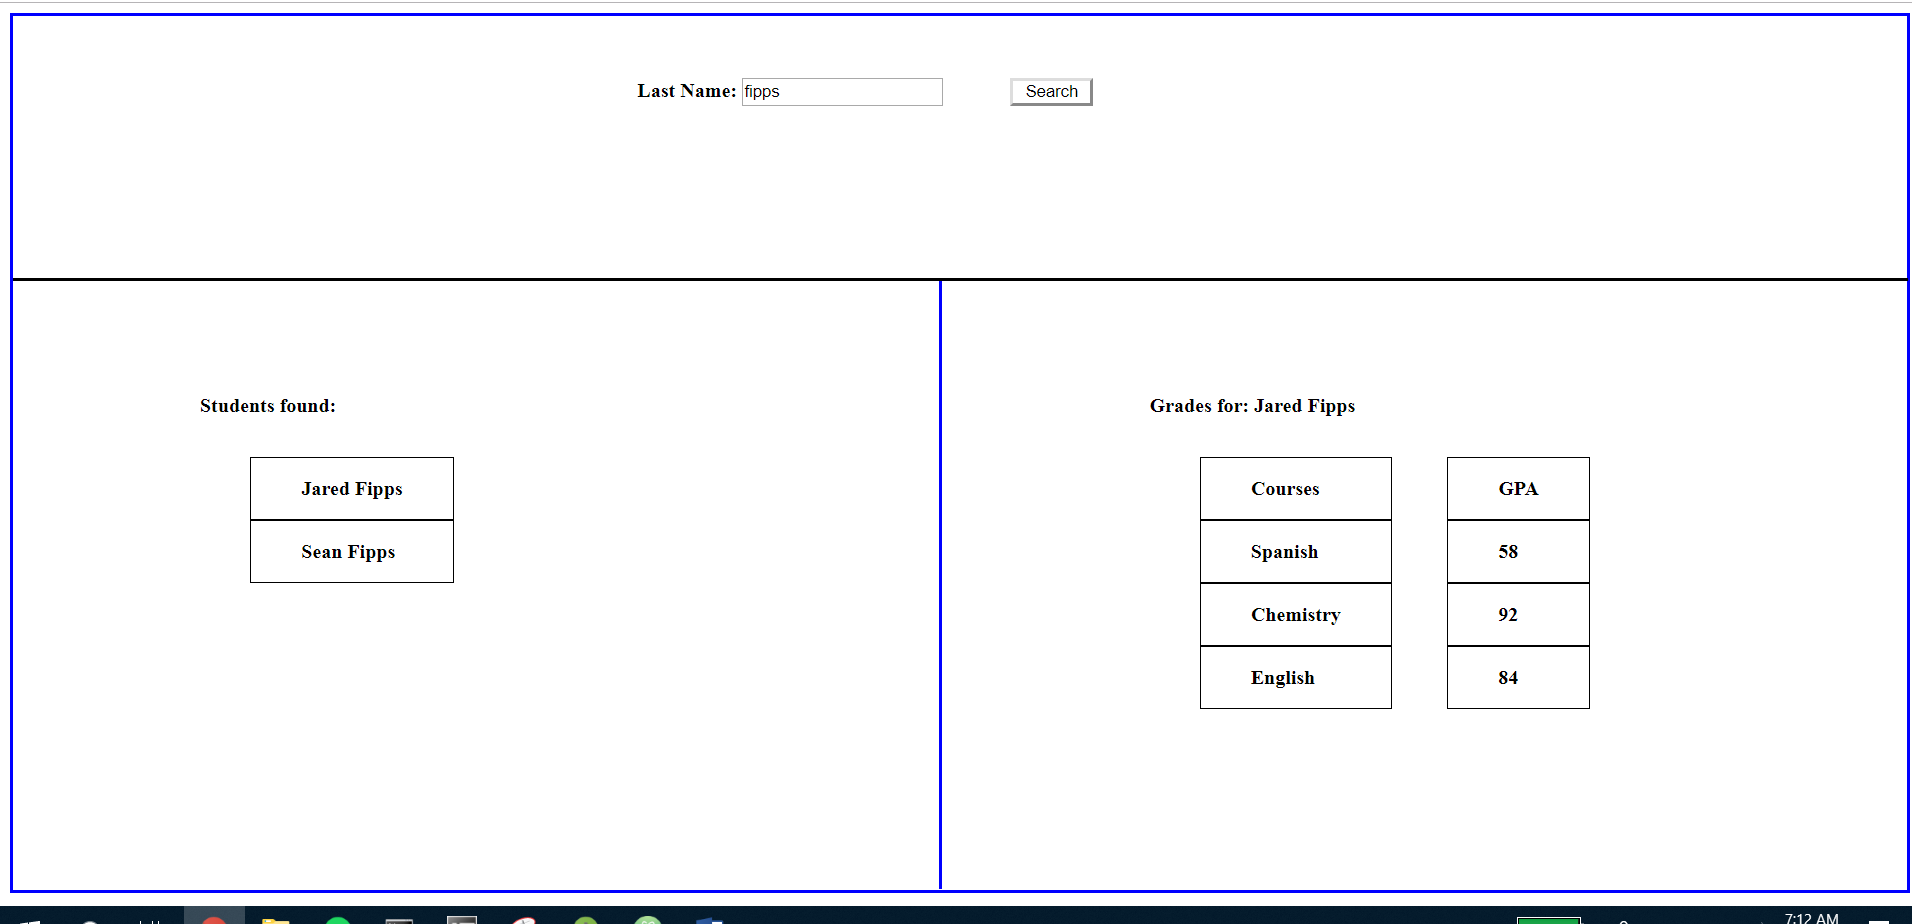 Last Name: fipps Search
Students found:
Jared Fipps
Sean Fipps
Grades for: Jared Fipps
Courses GPA
Spanish 58
Chemistry 92
English 84
7:12 AM